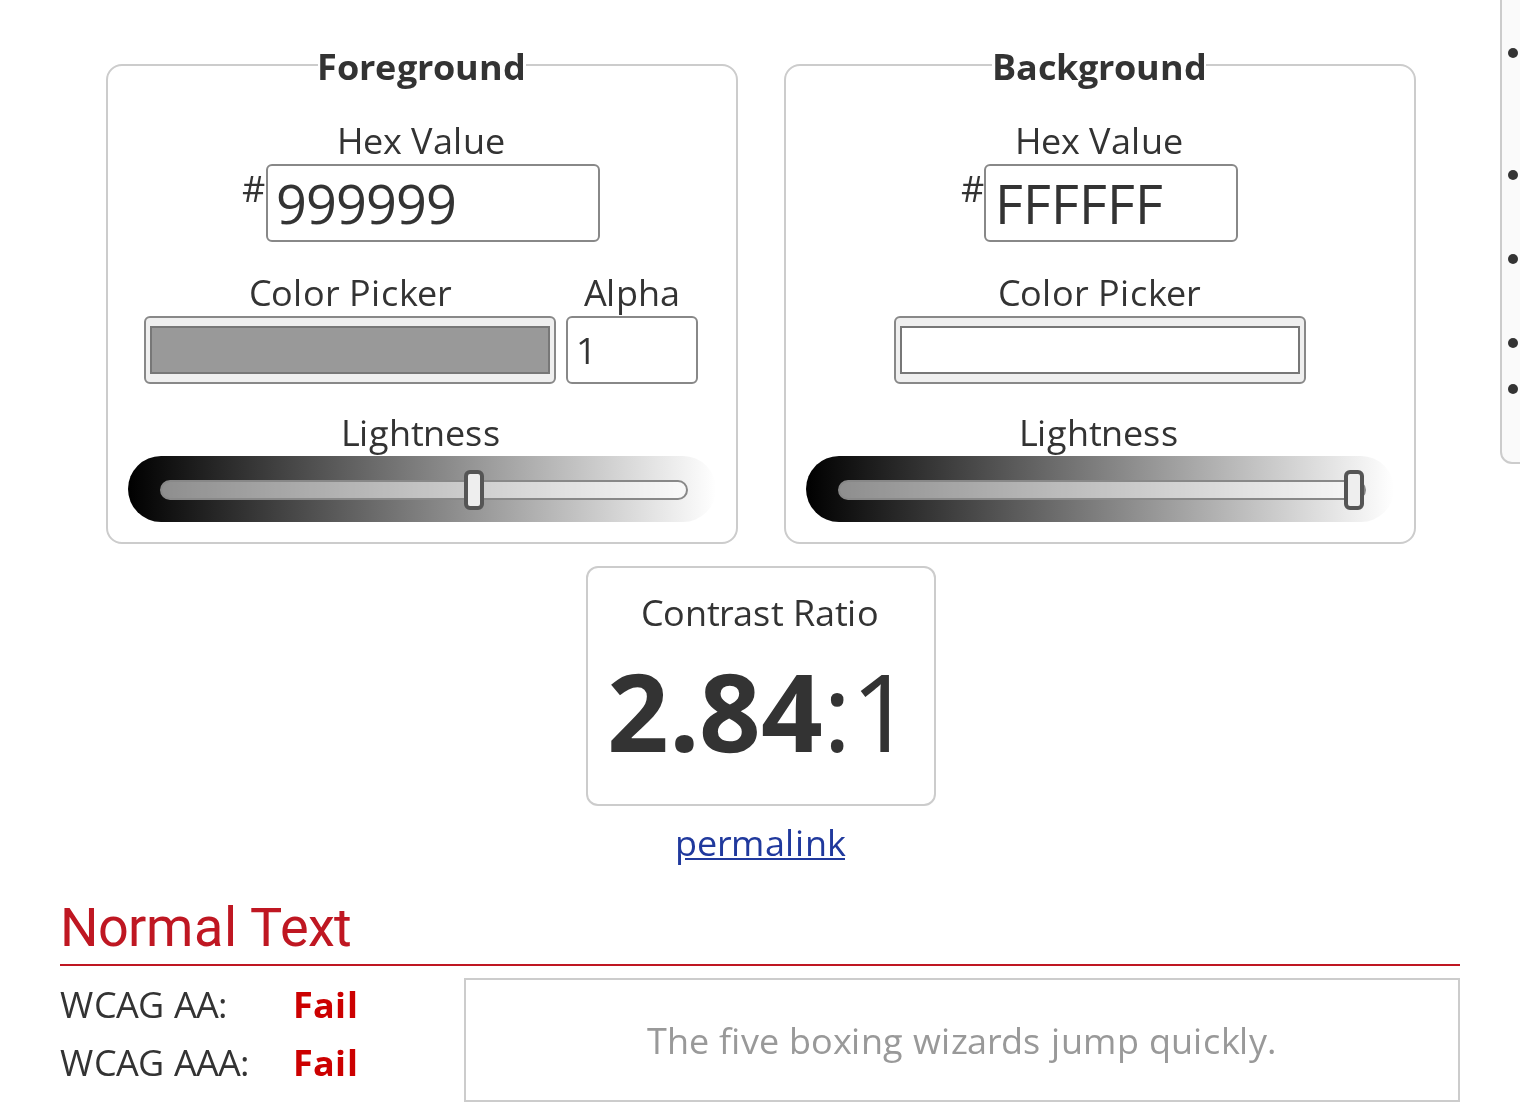 Foreground
Hex Value
#999999
Color Picker
Alpha
1
Lightness
Background
Hex Value
#FFFFFF
Color Picker
Lightness
Contrast Ratio
2.84:1
permalink
Normal Text
WCAG AA: Fail
WCAG AAA: Fail
The five boxing wizards jump quickly.